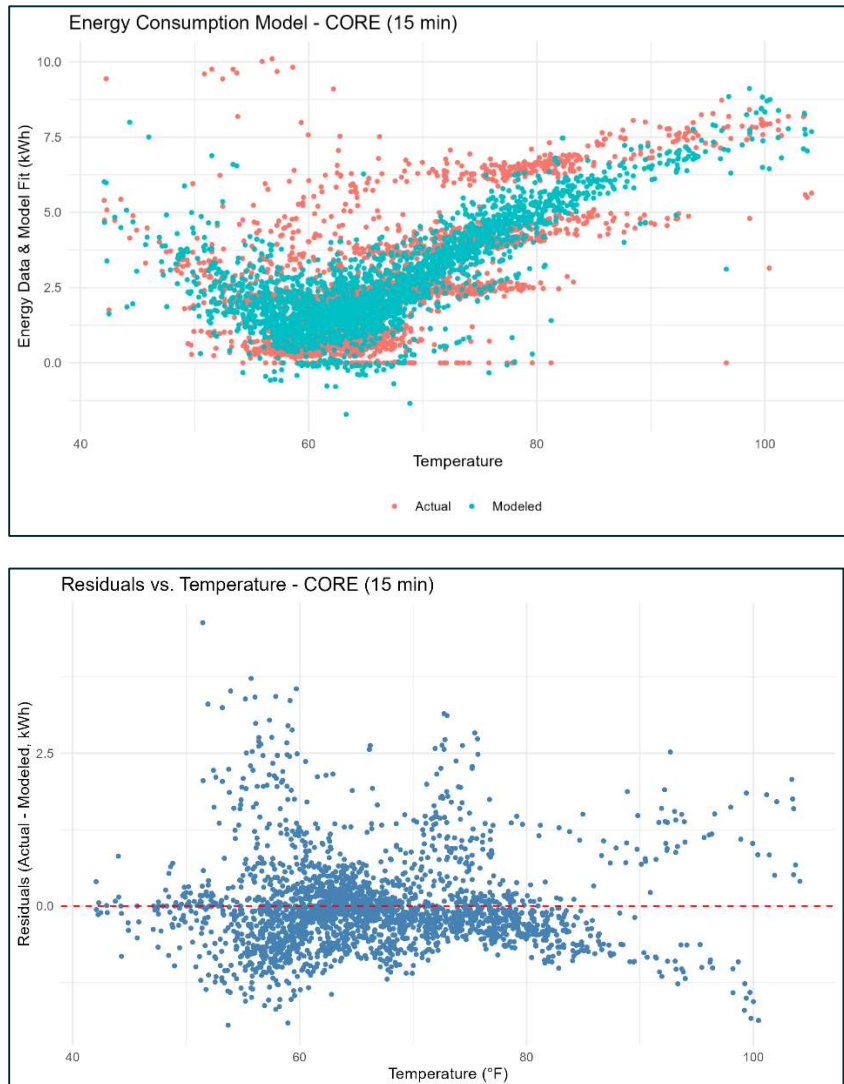 Energy Consumption Model - CORE (15 min)
Energy Data & Model Fit (kWh)
10.0
7.5
5.0
2.5
0.0
40
60
80
100
Temperature
Actual
Modeled
Residuals vs. Temperature - CORE (15 min)
Residuals (Actual - Modeled, kWh)
2.5
0.0
40
60
80
100
Temperature (°F)